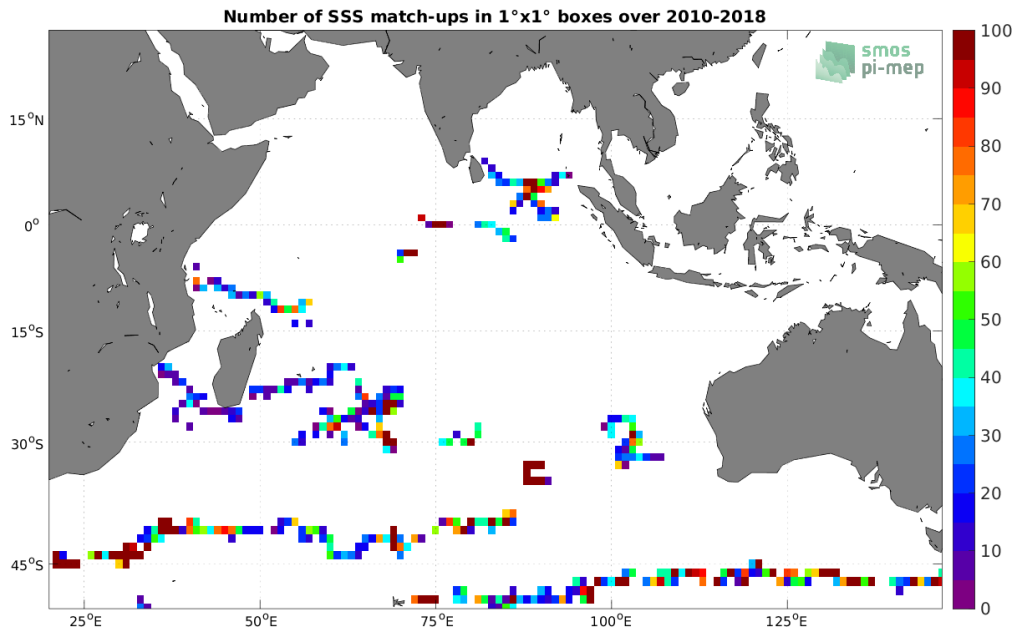 Number of SSS match-ups in 1°x1° boxes over 2010-2018
smos
pi-mep
15°N
0°
15°S
30°S
45°S
25°E
50°E
75°E
100°E
125°E
100
90
80
70
60
50
40
30
20
10
0